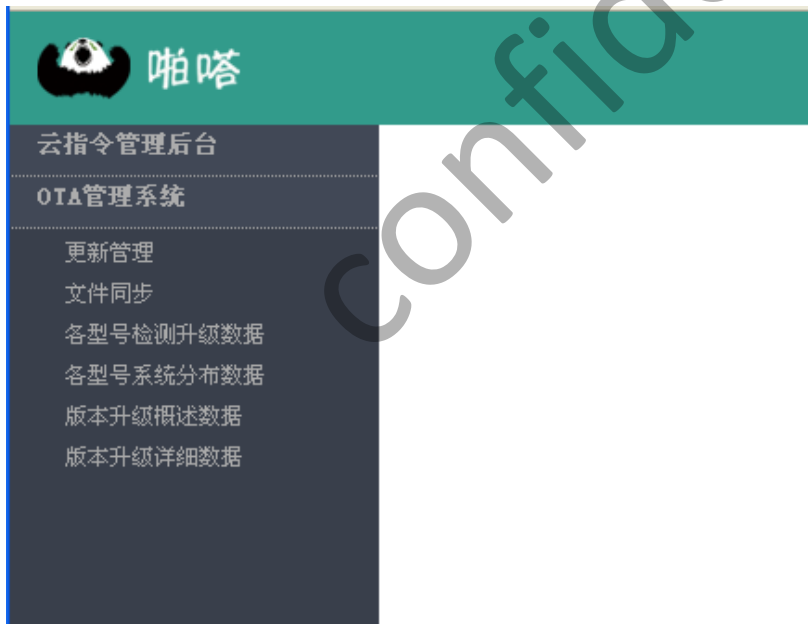 啪嗒
云指令管理后台
OTA管理系统
更新管理
文件同步
各型号检测升级数据
各型号系统分布数据
版本升级概述数据
版本升级详细数据